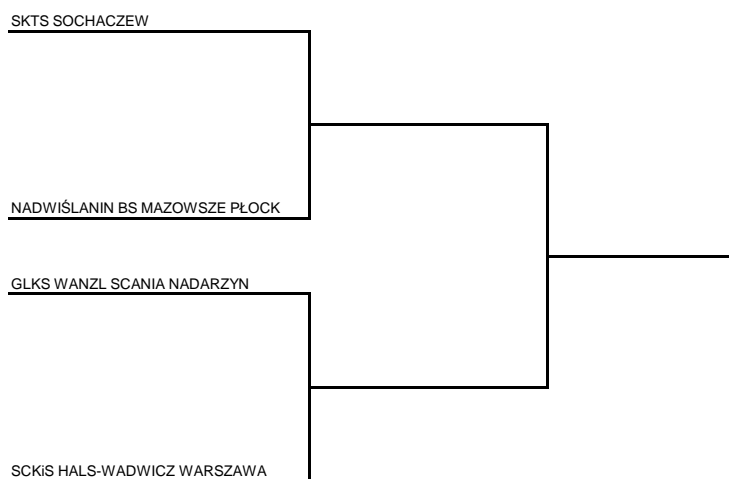 SKTS SOCHACZEW
NADWIŚLANIN BS MAZOWSZE PŁOCK
GLKS WANZL SCANIA NADARZYN
SCKiS HALS-WADWICZ WARSZAWA